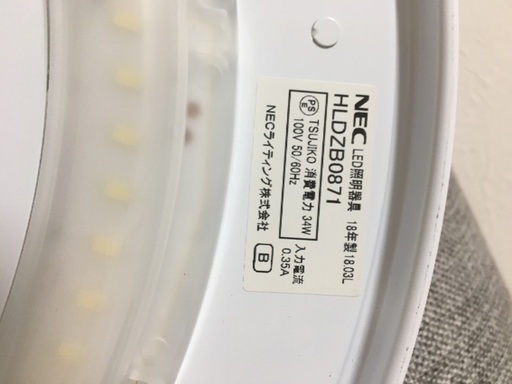 NEC LED照明器具 18年製 18.03L
HLDZB0871
PS
E
TSUJIKO 消費電力 34W
100V 50/60Hz
入力電流
0.35A
NECライティング株式会社
B